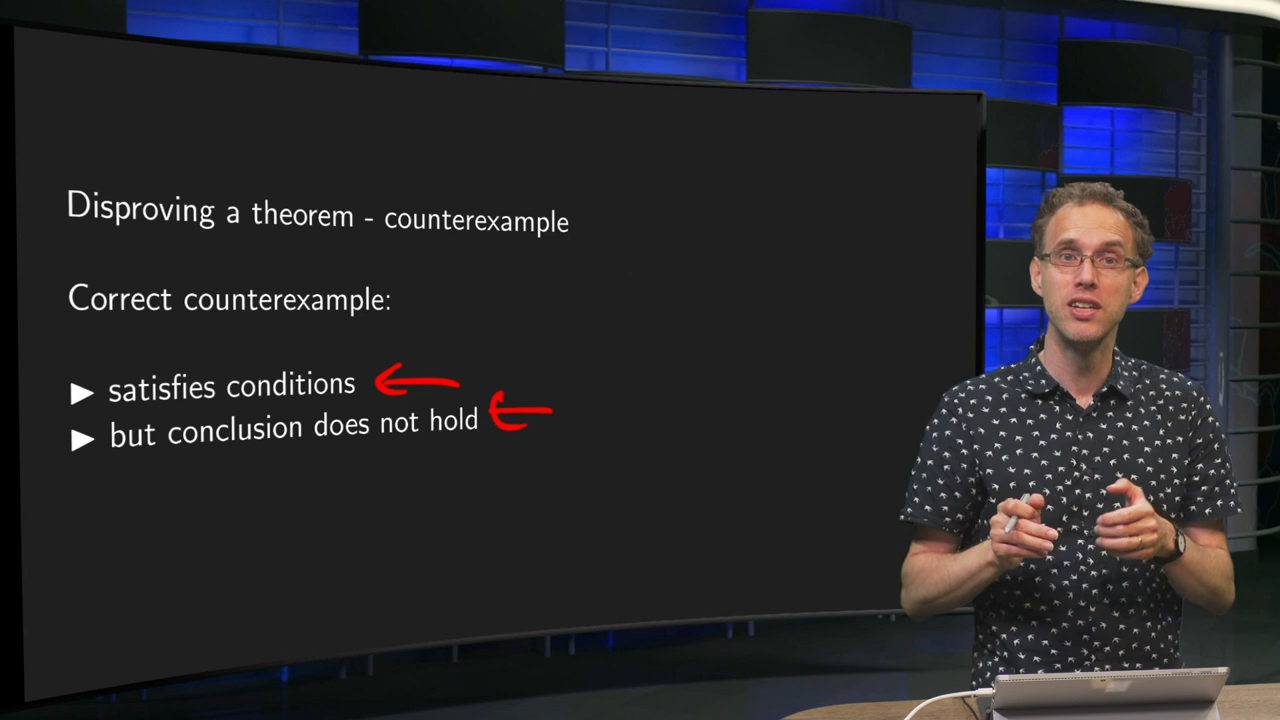 Disproving a theorem - counterexample
Correct counterexample:
▶ satisfies conditions
▶ but conclusion does not hold